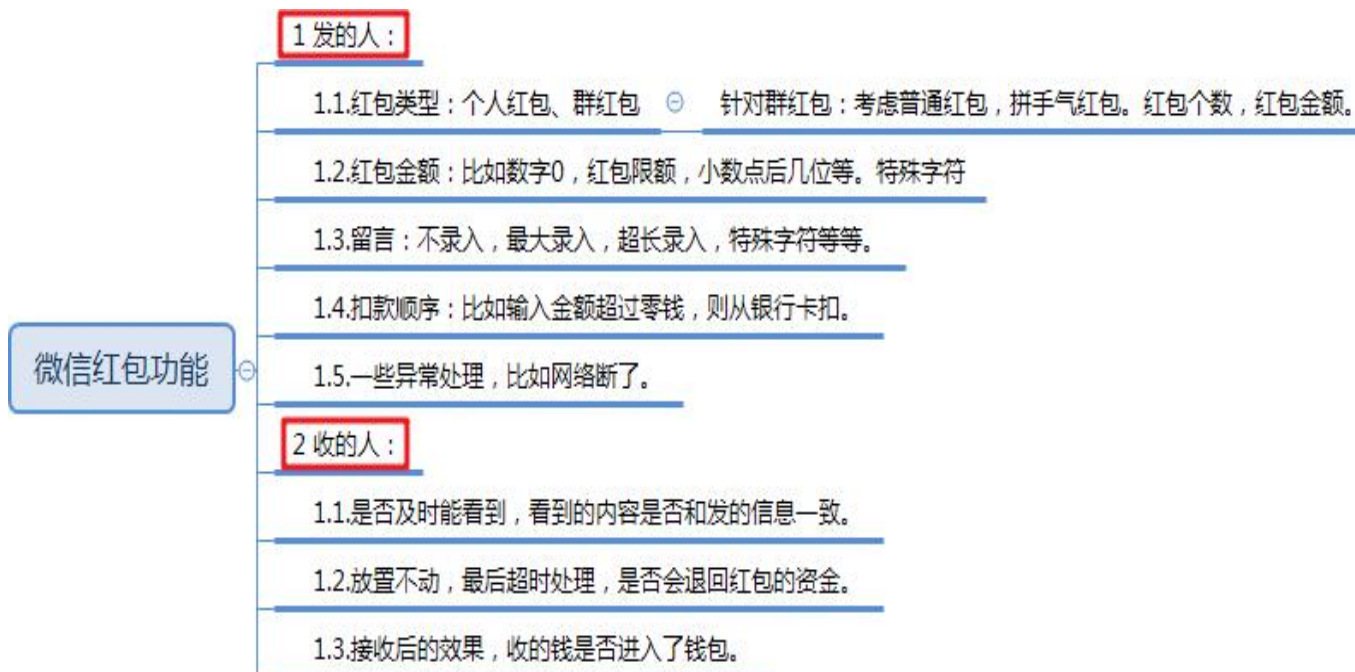 1 发的人：
1.1.红包类型：个人红包、群红包
针对群红包：考虑普通红包，拼手气红包。红包个数，红包金额。
1.2.红包金额：比如数字0，红包限额，小数点后几位等。特殊字符
1.3.留言：不录入，最大录入，超长录入，特殊字符等等。
1.4.扣款顺序：比如输入金额超过零钱，则从银行卡扣。
微信红包功能
1.5.一些异常处理，比如网络断了。
2 收的人：
1.1.是否及时能看到，看到的内容是否和发的信息一致。
1.2.放置不动，最后超时处理，是否会退回红包的资金。
1.3.接收后的效果，收的钱是否进入了钱包。